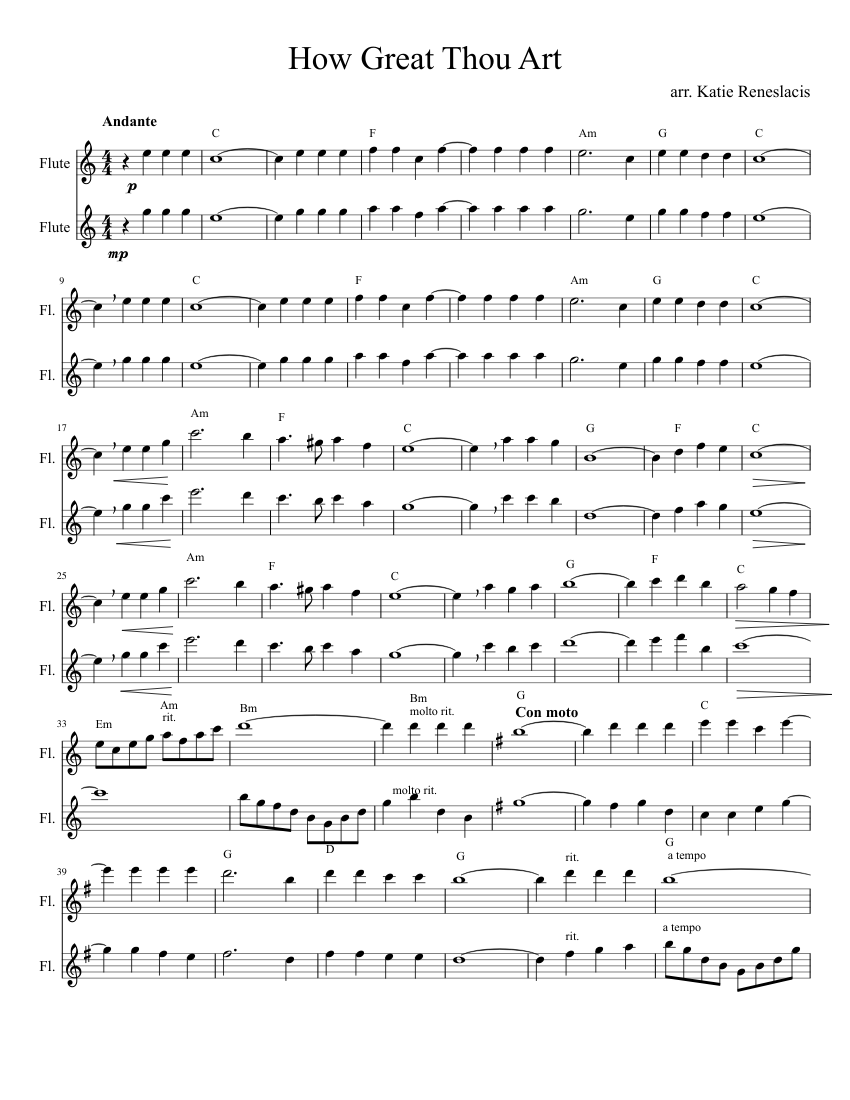 How Great Thou Art
arr. Katie Reneslacis
Andante
C F Am G C
Flute
p
Flute
mp
9
C F Am G C
Fl.
Fl.
17
Am F C G F C
Fl.
Fl.
25
Am F C G F C
Fl.
Fl.
33
Em Am Bm Bm G C
rit. molto rit. Con moto
Fl.
molto rit.
Fl.
D
39
G G G
rit. a tempo
Fl.
rit. a tempo
Fl.